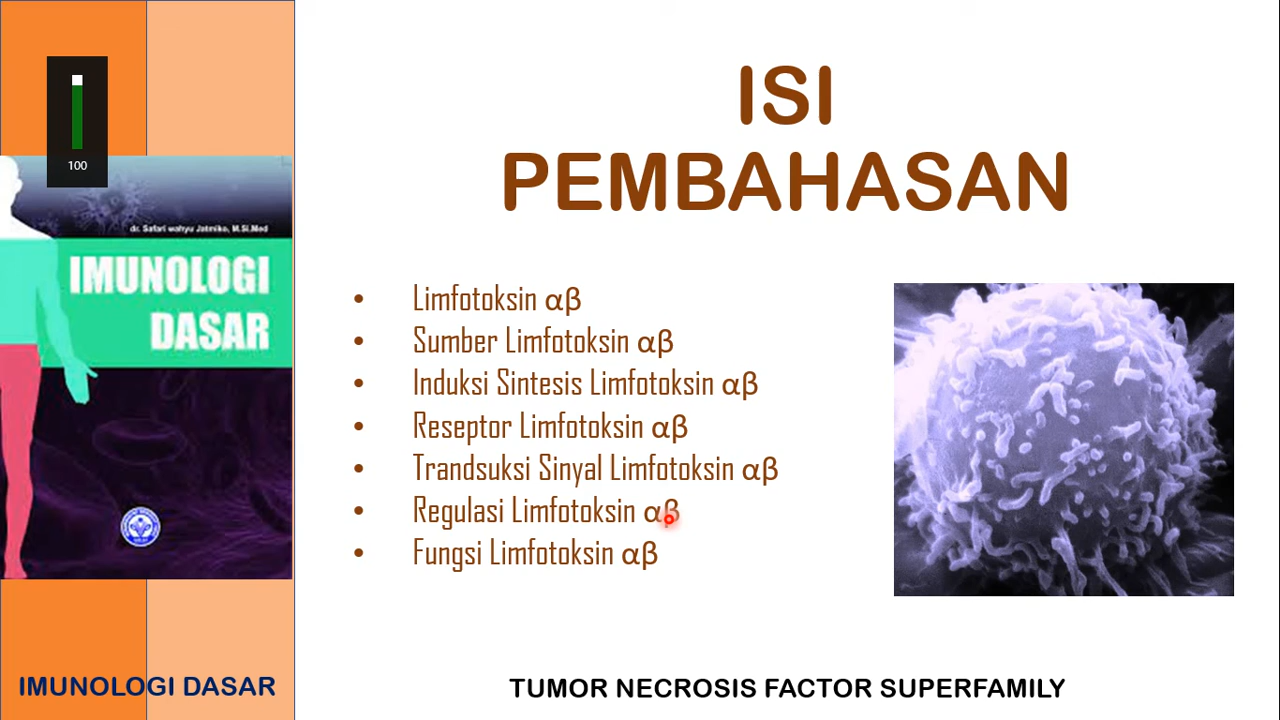 ISI
PEMBAHASAN
100
dr. Safari wahyu Jatmiko, M.Si.Med
IMUNOLOGI
DASAR
• Limfotoksin αβ
• Sumber Limfotoksin αβ
• Induksi Sintesis Limfotoksin αβ
• Reseptor Limfotoksin αβ
• Trandsuksi Sinyal Limfotoksin αβ
• Regulasi Limfotoksin αβ
• Fungsi Limfotoksin αβ
IMUNOLOGI DASAR
TUMOR NECROSIS FACTOR SUPERFAMILY